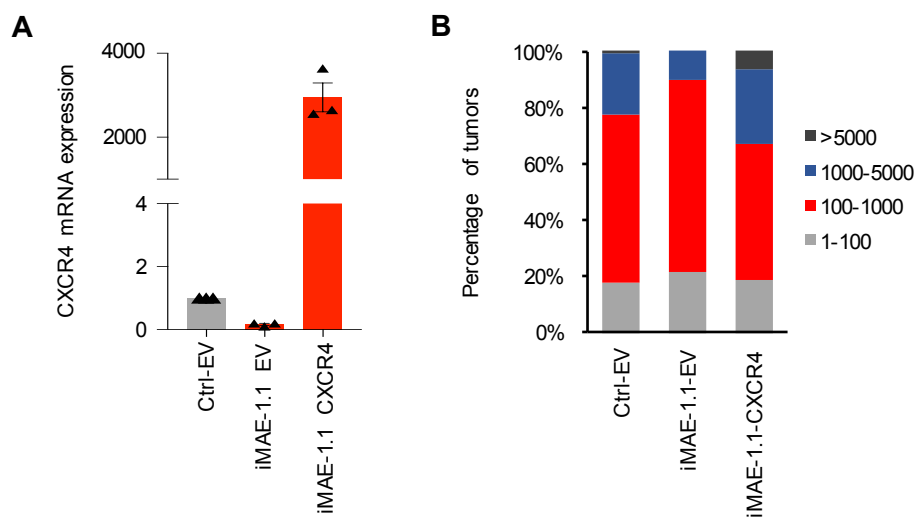 A
CXCR4 mRNA expression
4000
2000
4
2
0
Ctrl-EV
iMAE-1.1 EV
iMAE-1.1 CXCR4
B
Percentage of tumors
100%
80%
60%
40%
20%
0%
Ctrl-EV
iMAE-1.1-EV
iMAE-1.1-CXCR4
>5000
1000-5000
100-1000
1-100